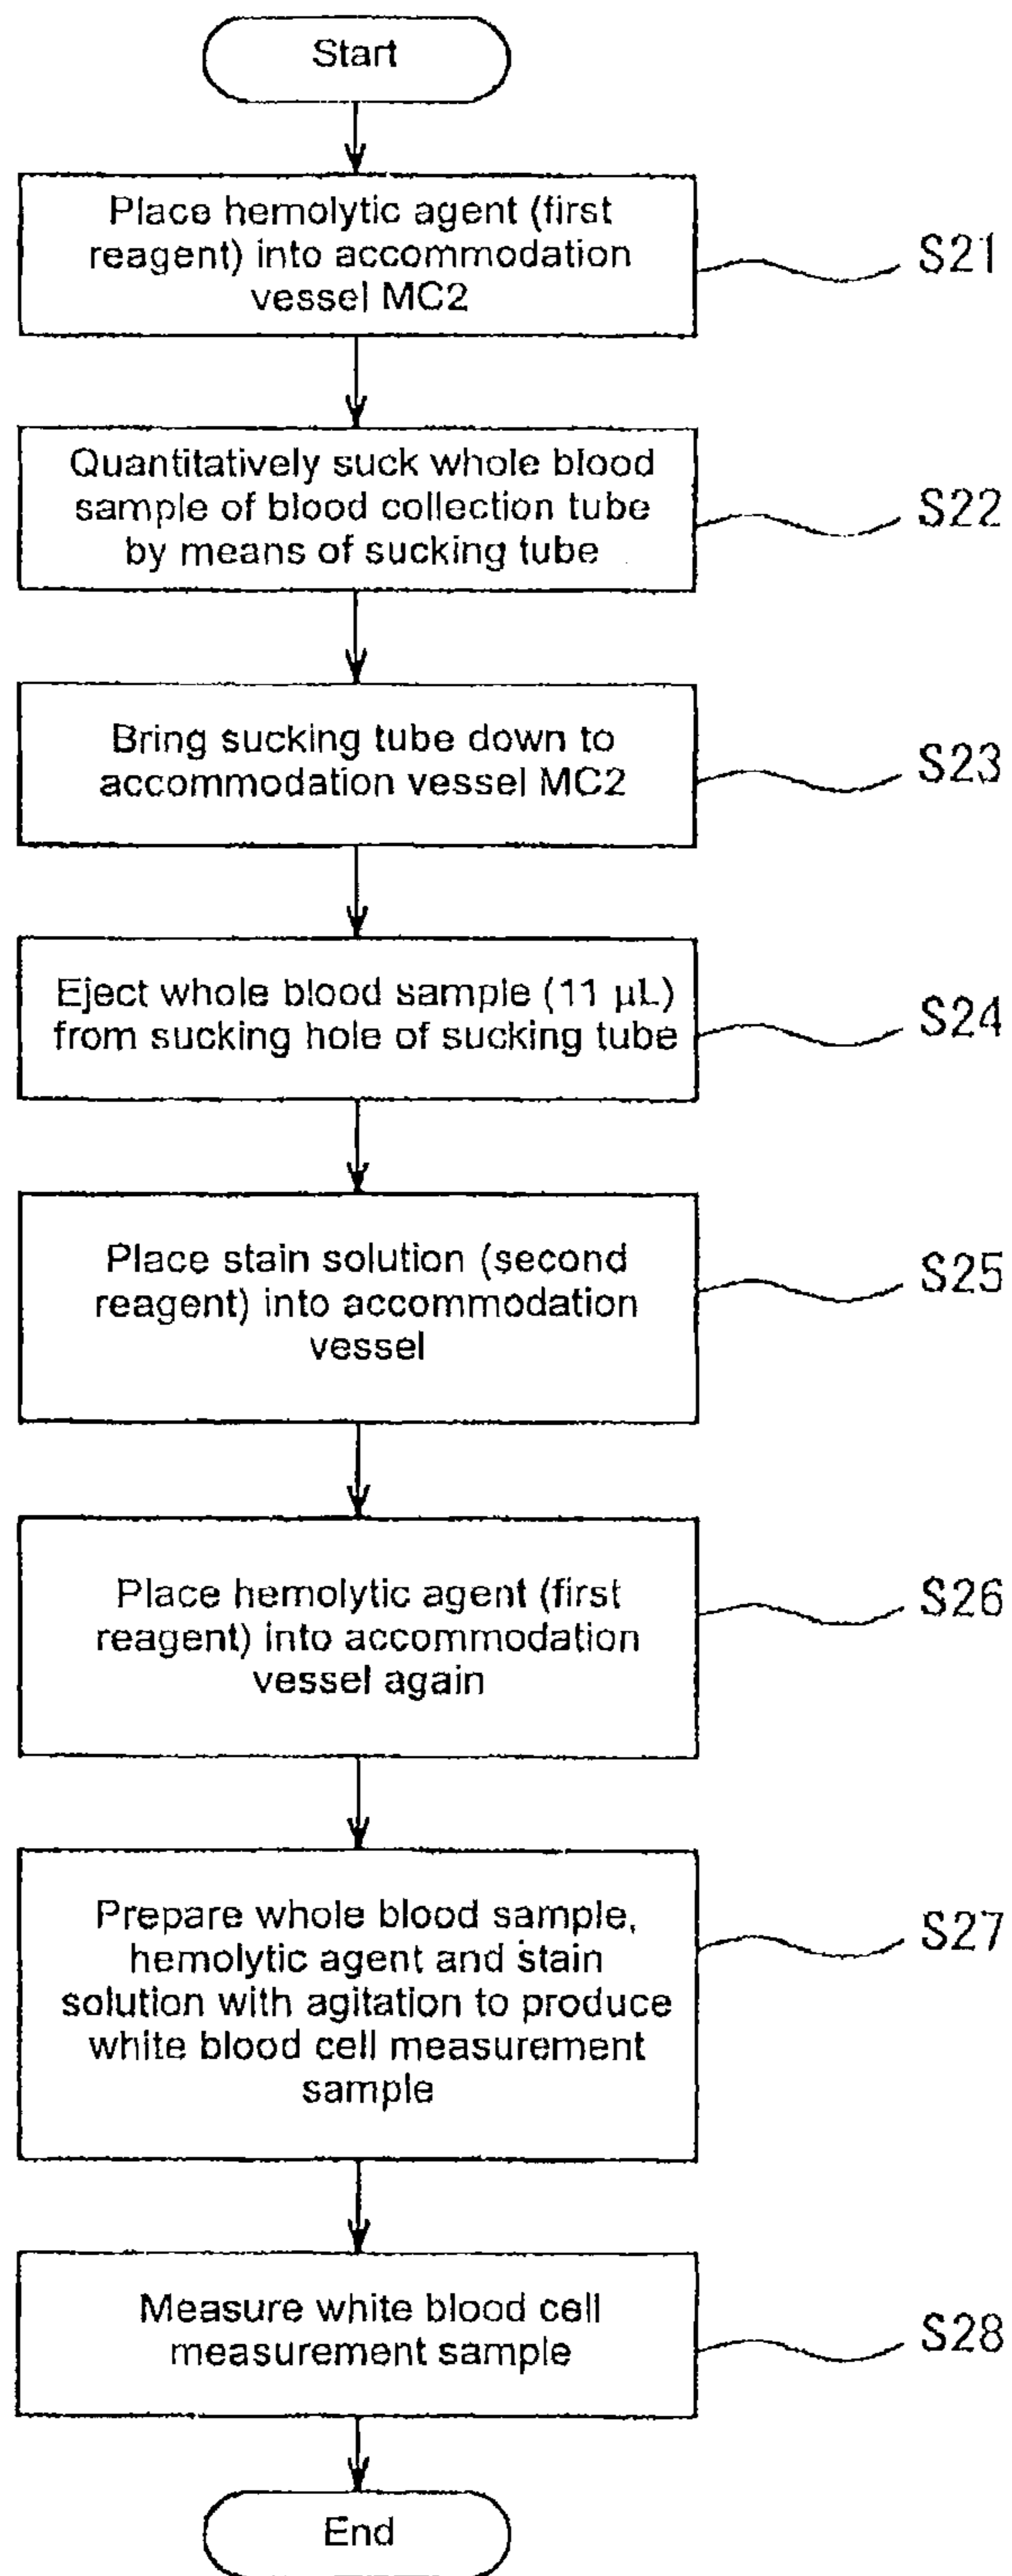 Start
Place hemolytic agent (first
reagent) into accommodation
vessel MC2
S21
Quantitatively suck whole blood
sample of blood collection tube
by means of sucking tube
S22
Bring sucking tube down to
accommodation vessel MC2
S23
Eject whole blood sample (11 µL)
from sucking hole of sucking tube
S24
Place stain solution (second
reagent) into accommodation
vessel
S25
Place hemolytic agent (first
reagent) into accommodation
vessel again
S26
Prepare whole blood sample,
hemolytic agent and stain
solution with agitation to produce
white blood cell measurement
sample
S27
Measure white blood cell
measurement sample
S28
End